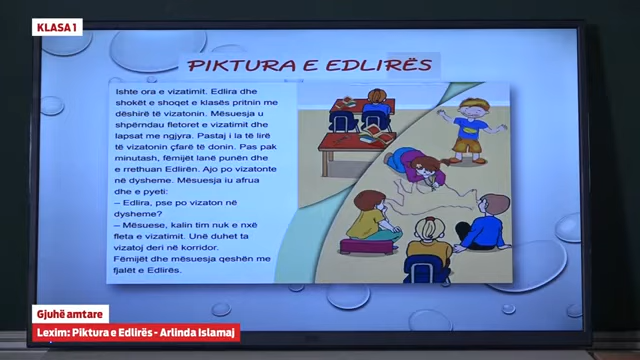 KLASA 1
PIKTURA E EDLIRËS
Ishte ora e vizatimit. Edlira dhe
shokët e shoqet e klasës pritnin me
dëshirë të vizatonin. Mësuesja u
shpërndau fletoret e vizatimit dhe
lapsat me ngjyra. Pastaj i la të lirë
të vizatonin çfarë të donin. Pas pak
minutash, fëmijët lanë punën dhe
e rrethuan Edlirën. Ajo po vizatonte
në dysheme. Mësuesja iu afrua
dhe e pyeti:
– Edlira, pse po vizaton në
dysheme?
– Mësuese, kalin tim nuk e nxë
fleta e vizatimit. Unë duhet ta
vizatoj deri në korridor.
Fëmijët dhe mësuesja qeshën me
fjalët e Edlirës.
Gjuhë amtare
Lexim: Piktura e Edlirës - Arlinda Islamaj